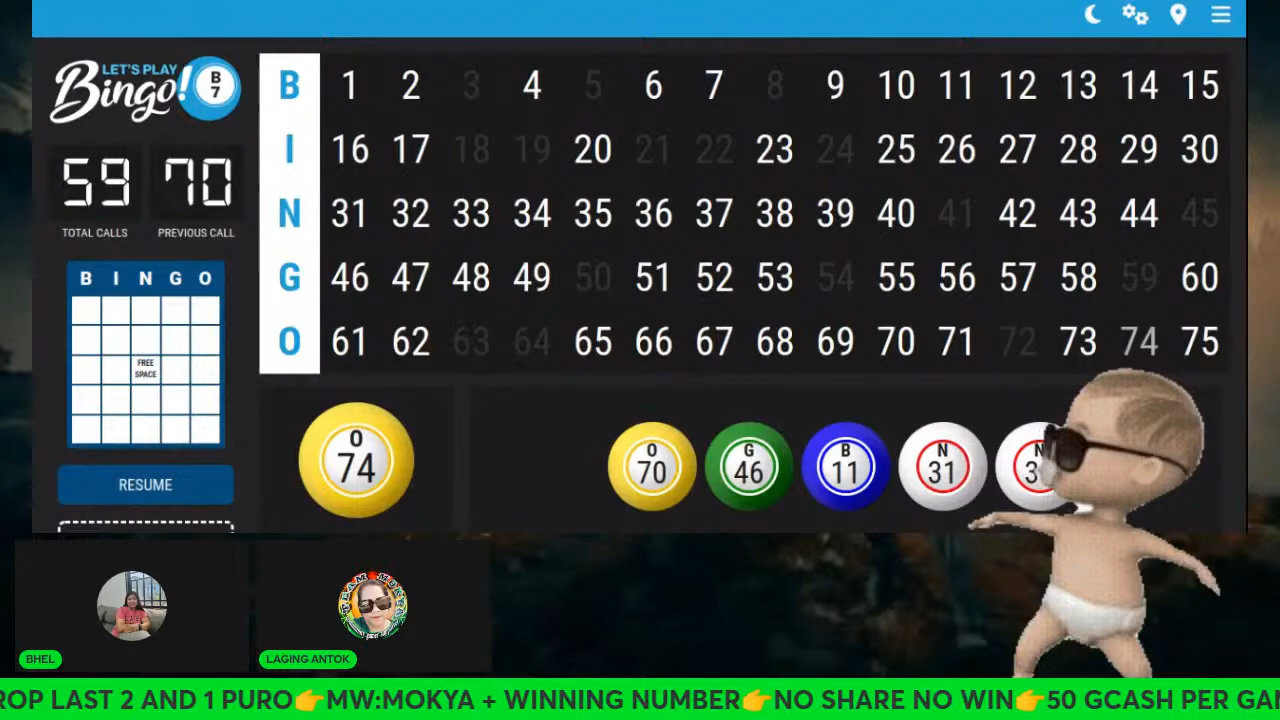 LET'S PLAY
Bingo!
B
7
59
70
TOTAL CALLS
PREVIOUS CALL
B I N G O
FREE
SPACE
RESUME
B 1 2 3 4 5 6 7 8 9 10 11 12 13 14 15
I 16 17 18 19 20 21 22 23 24 25 26 27 28 29 30
N 31 32 33 34 35 36 37 38 39 40 41 42 43 44 45
G 46 47 48 49 50 51 52 53 54 55 56 57 58 59 60
O 61 62 63 64 65 66 67 68 69 70 71 72 73 74 75
O
74
O
70
G
46
B
11
N
31
N
BHEL
LAGING ANTOK
ROP LAST 2 AND 1 PURO👉MW:MOKYA + WINNING NUMBER👉NO SHARE NO WIN👉50 GCASH PER GA